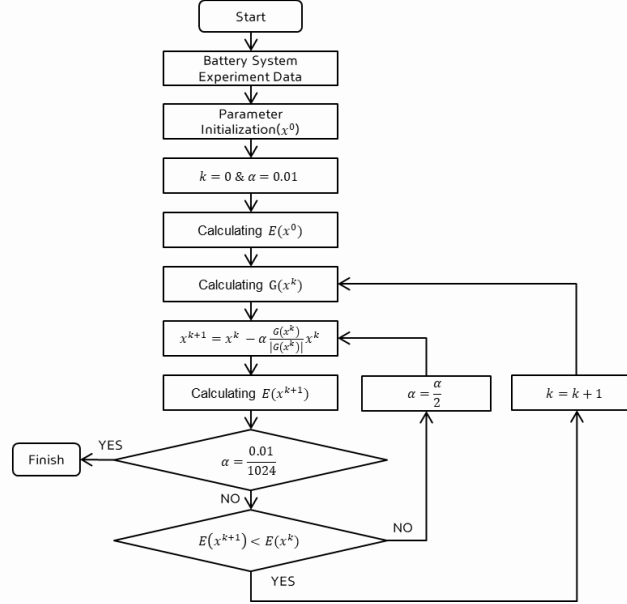 Start
Battery System
Experiment Data
Parameter
Initialization(x⁰)
k = 0 & α = 0.01
Calculating E(x⁰)
Calculating G(xᵏ)
xᵏ⁺¹ = xᵏ − α G(xᵏ)/|G(xᵏ)| xᵏ
Calculating E(xᵏ⁺¹)
α = α/2
k = k + 1
YES
Finish
α = 0.01/1024
NO
E(xᵏ⁺¹) < E(xᵏ)
NO
YES